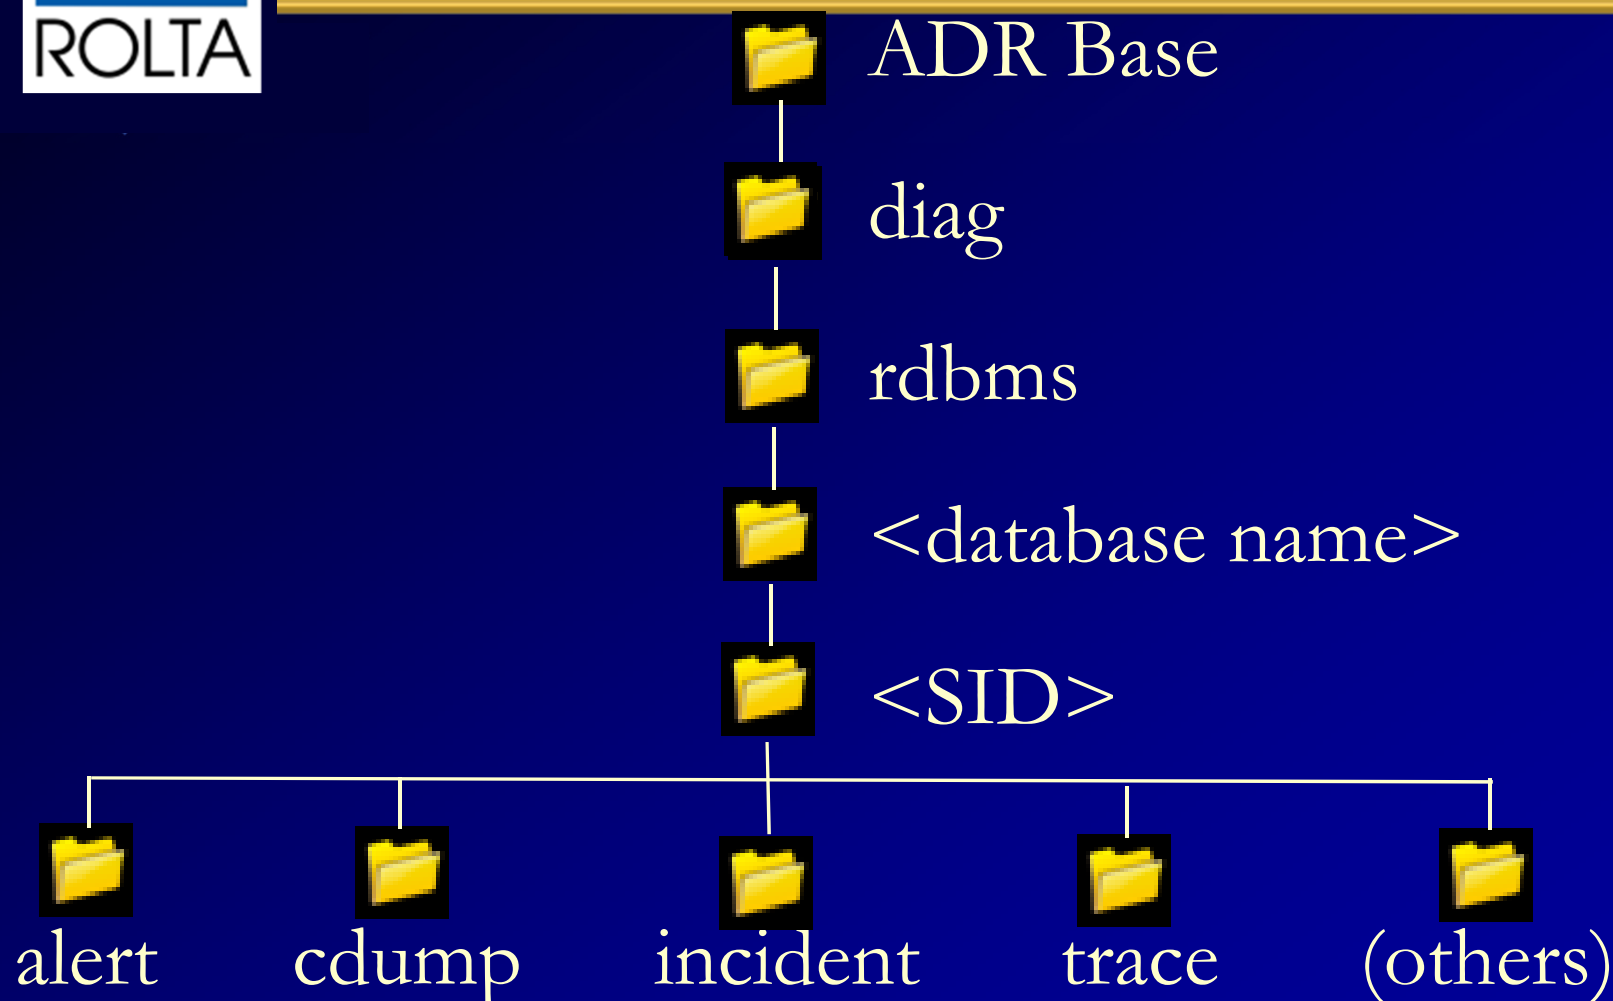 ROLTA
ADR Base
diag
rdbms
<database name>
<SID>
alert cdump incident trace (others)